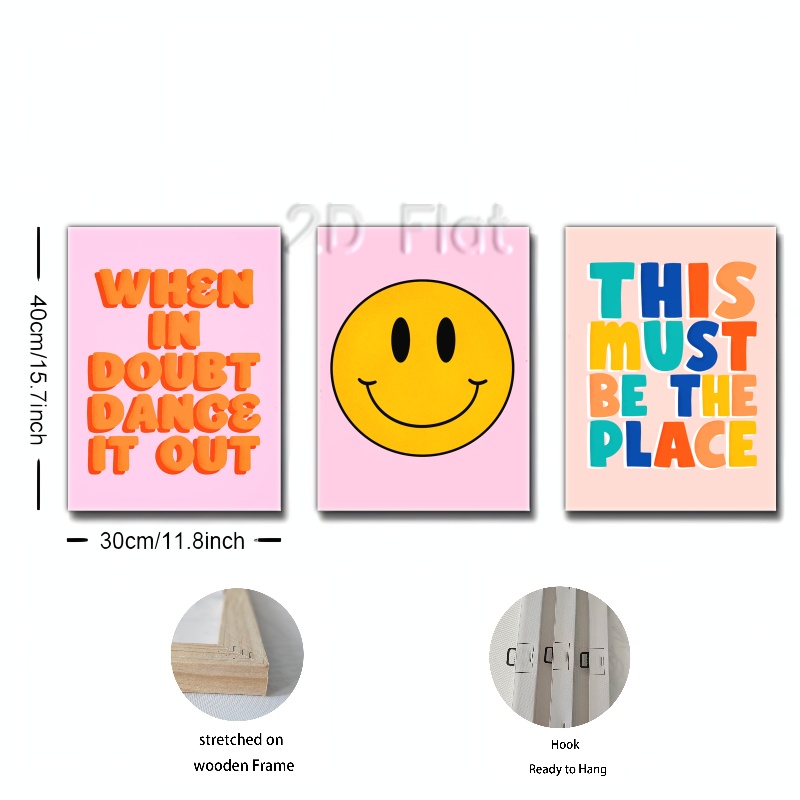 2D Flat
WHEN
IN
DOUBT
DANCE
IT OUT
THIS
MUST
BE THE
PLACE
40cm/15.7inch
30cm/11.8inch
stretched on
wooden Frame
Hook
Ready to Hang